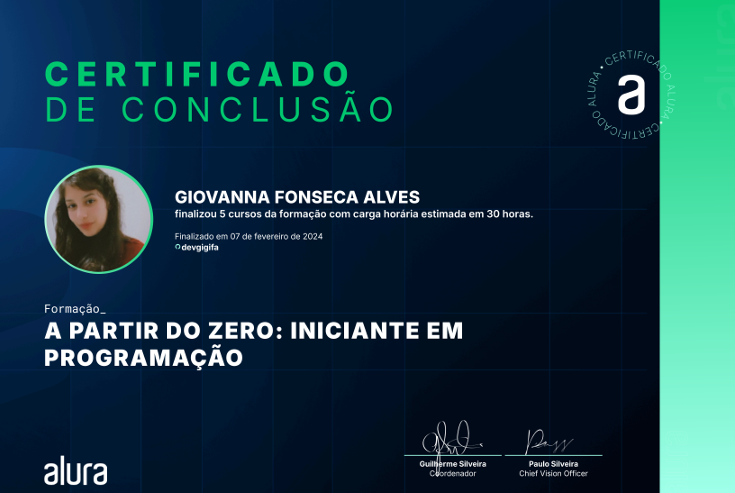 CERTIFICADO
DE CONCLUSÃO
CERTIFICADO ALURA • CERTIFICADO ALURA •
a
GIOVANNA FONSECA ALVES
finalizou 5 cursos da formação com carga horária estimada em 30 horas.
Finalizado em 07 de fevereiro de 2024
devgigifa
Formação_
A PARTIR DO ZERO: INICIANTE EM
PROGRAMAÇÃO
Guilherme Silveira
Coordenador
Paulo Silveira
Chief Vision Officer
alura
alura